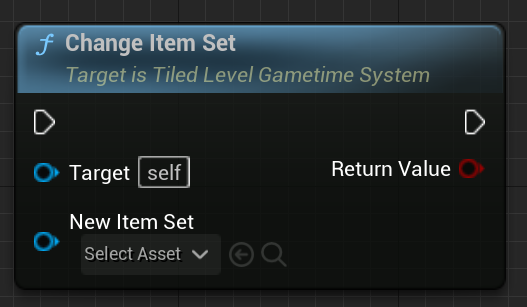 f Change Item Set
Target is Tiled Level Gametime System
Target self
Return Value
New Item Set
Select Asset